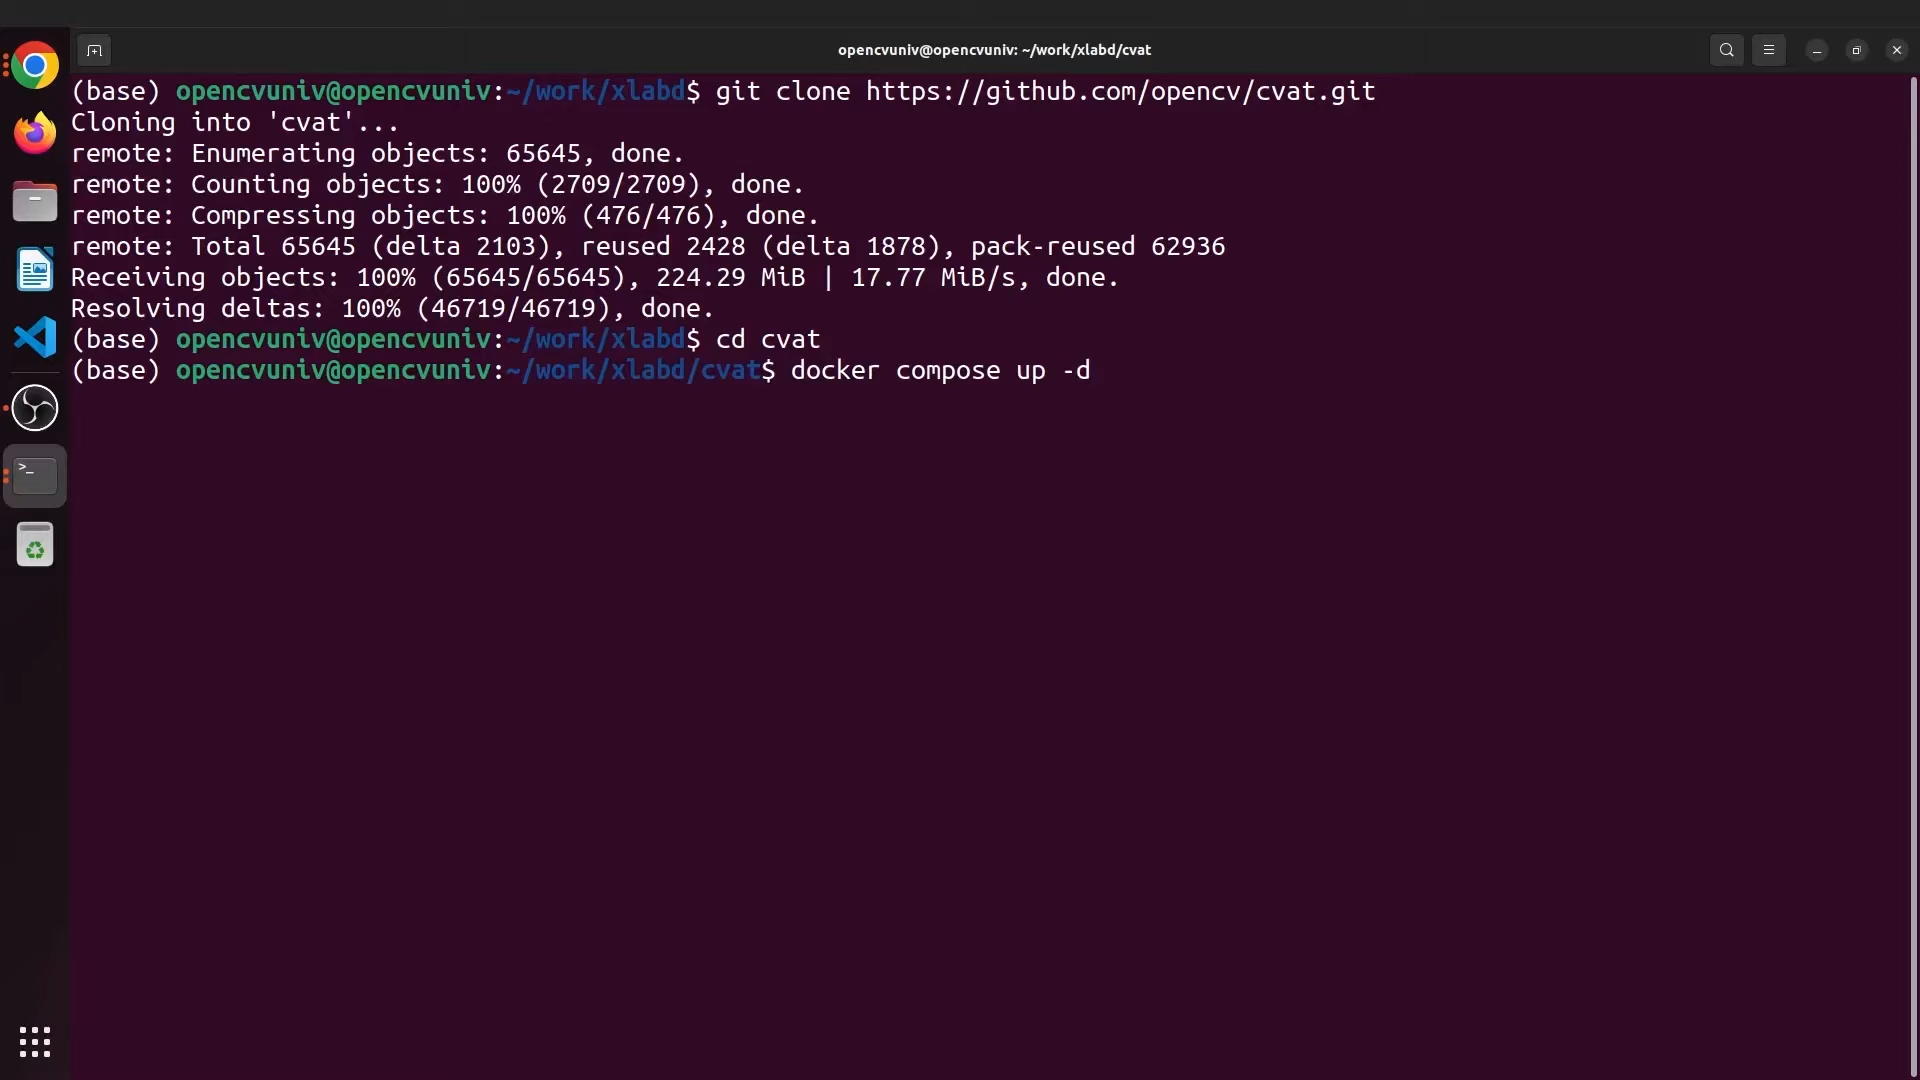 opencvuniv@opencvuniv: ~/work/xlabd/cvat
(base) opencvuniv@opencvuniv:~/work/xlabd$ git clone https://github.com/opencv/cvat.git
Cloning into 'cvat'...
remote: Enumerating objects: 65645, done.
remote: Counting objects: 100% (2709/2709), done.
remote: Compressing objects: 100% (476/476), done.
remote: Total 65645 (delta 2103), reused 2428 (delta 1878), pack-reused 62936
Receiving objects: 100% (65645/65645), 224.29 MiB | 17.77 MiB/s, done.
Resolving deltas: 100% (46719/46719), done.
(base) opencvuniv@opencvuniv:~/work/xlabd$ cd cvat
(base) opencvuniv@opencvuniv:~/work/xlabd/cvat$ docker compose up -d